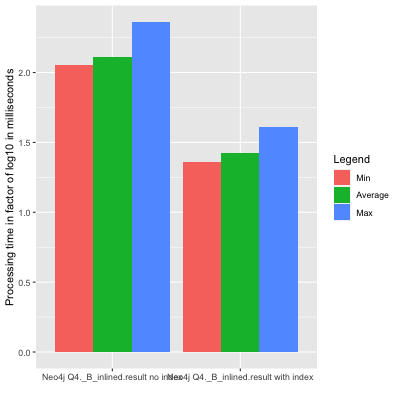 Processing time in factor of log10 in milliseconds
2.0
1.5
1.0
0.5
0.0
Neo4j Q4._B_inlined.result no index
Neo4j Q4._B_inlined.result with index
Legend
Min
Average
Max